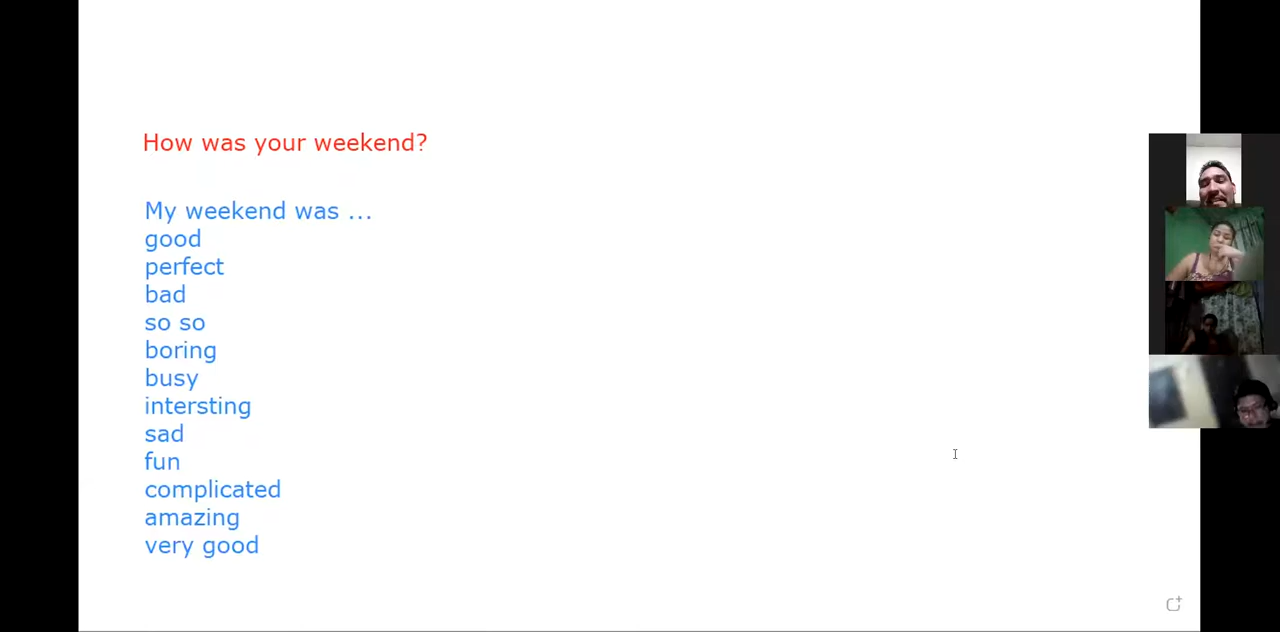 How was your weekend?
My weekend was ...
good
perfect
bad
so so
boring
busy
intersting
sad
fun
complicated
amazing
very good